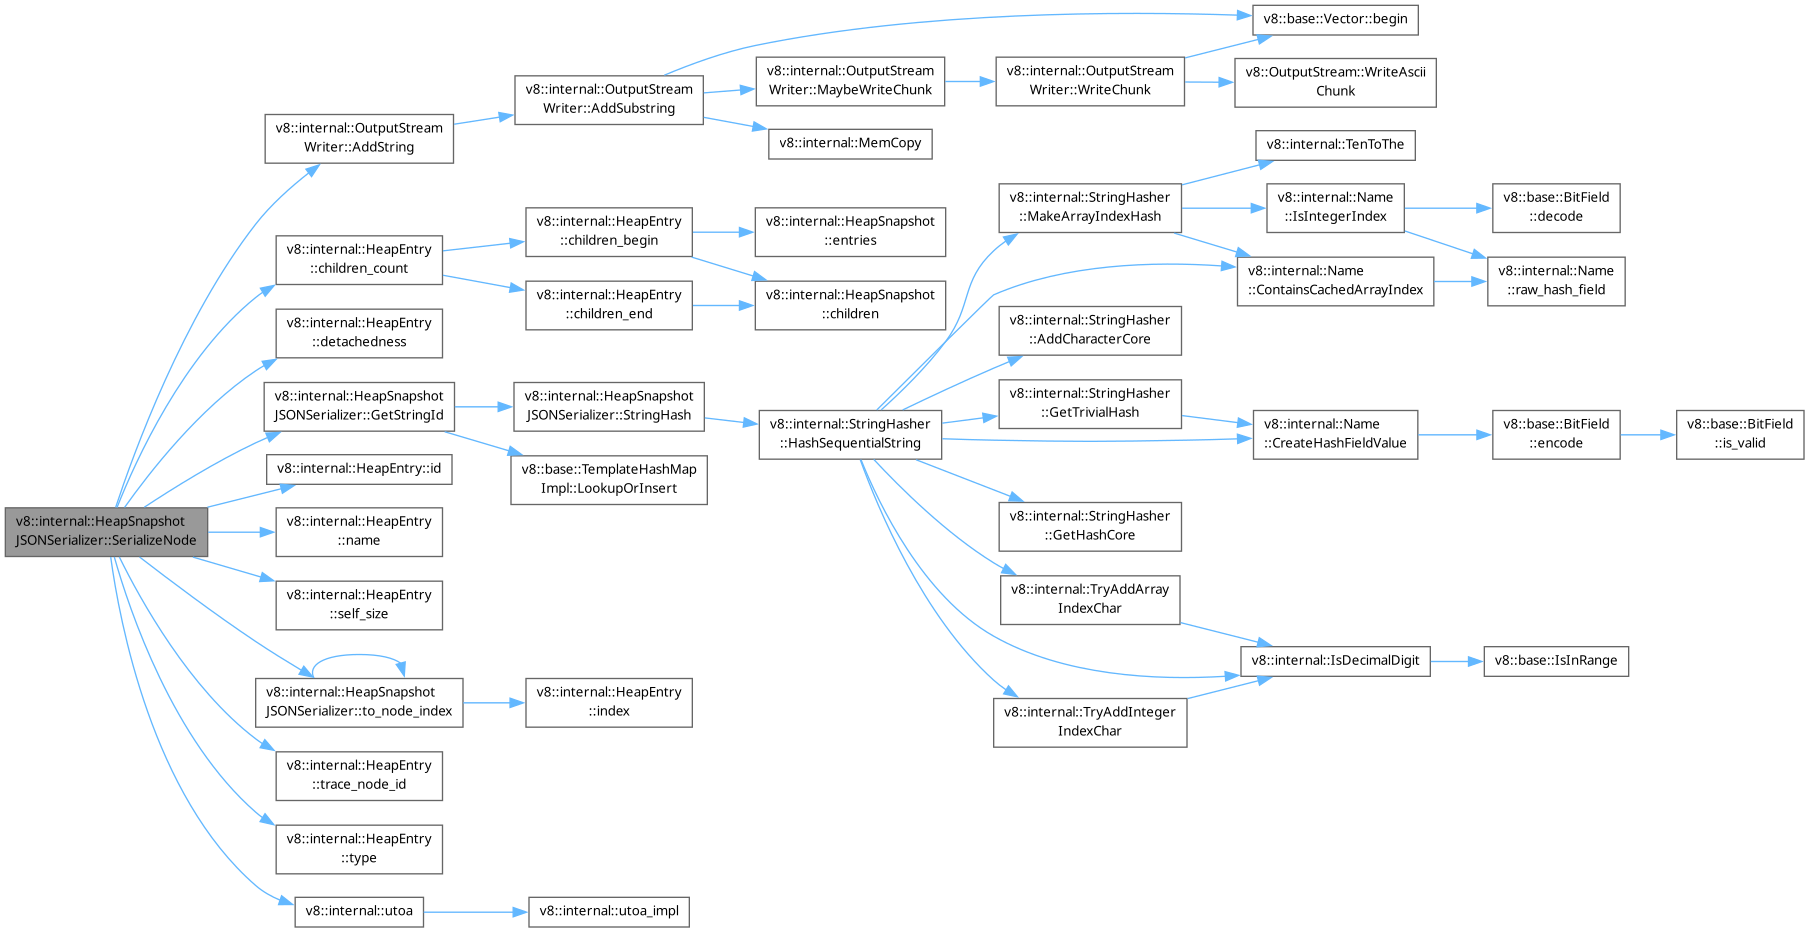 v8::internal::HeapSnapshot
JSONSerializer::SerializeNode
v8::internal::OutputStream
Writer::AddString
v8::internal::HeapEntry
::children_count
v8::internal::HeapEntry
::detachedness
v8::internal::HeapSnapshot
JSONSerializer::GetStringId
v8::internal::HeapEntry::id
v8::internal::HeapEntry
::name
v8::internal::HeapEntry
::self_size
v8::internal::HeapSnapshot
JSONSerializer::to_node_index
v8::internal::HeapEntry
::trace_node_id
v8::internal::HeapEntry
::type
v8::internal::utoa
v8::internal::OutputStream
Writer::AddSubstring
v8::internal::HeapEntry
::children_begin
v8::internal::HeapEntry
::children_end
v8::internal::HeapSnapshot
JSONSerializer::StringHash
v8::base::TemplateHashMap
Impl::LookupOrInsert
v8::internal::HeapEntry
::index
v8::internal::utoa_impl
v8::internal::OutputStream
Writer::MaybeWriteChunk
v8::internal::MemCopy
v8::internal::HeapSnapshot
::entries
v8::internal::HeapSnapshot
::children
v8::internal::StringHasher
::HashSequentialString
v8::internal::OutputStream
Writer::WriteChunk
v8::internal::StringHasher
::MakeArrayIndexHash
v8::internal::StringHasher
::AddCharacterCore
v8::internal::StringHasher
::GetTrivialHash
v8::internal::StringHasher
::GetHashCore
v8::internal::TryAddArray
IndexChar
v8::internal::TryAddInteger
IndexChar
v8::base::Vector::begin
v8::OutputStream::WriteAscii
Chunk
v8::internal::TenToThe
v8::internal::Name
::IsIntegerIndex
v8::internal::Name
::ContainsCachedArrayIndex
v8::internal::Name
::CreateHashFieldValue
v8::internal::IsDecimalDigit
v8::base::BitField
::decode
v8::internal::Name
::raw_hash_field
v8::base::BitField
::encode
v8::base::IsInRange
v8::base::BitField
::is_valid